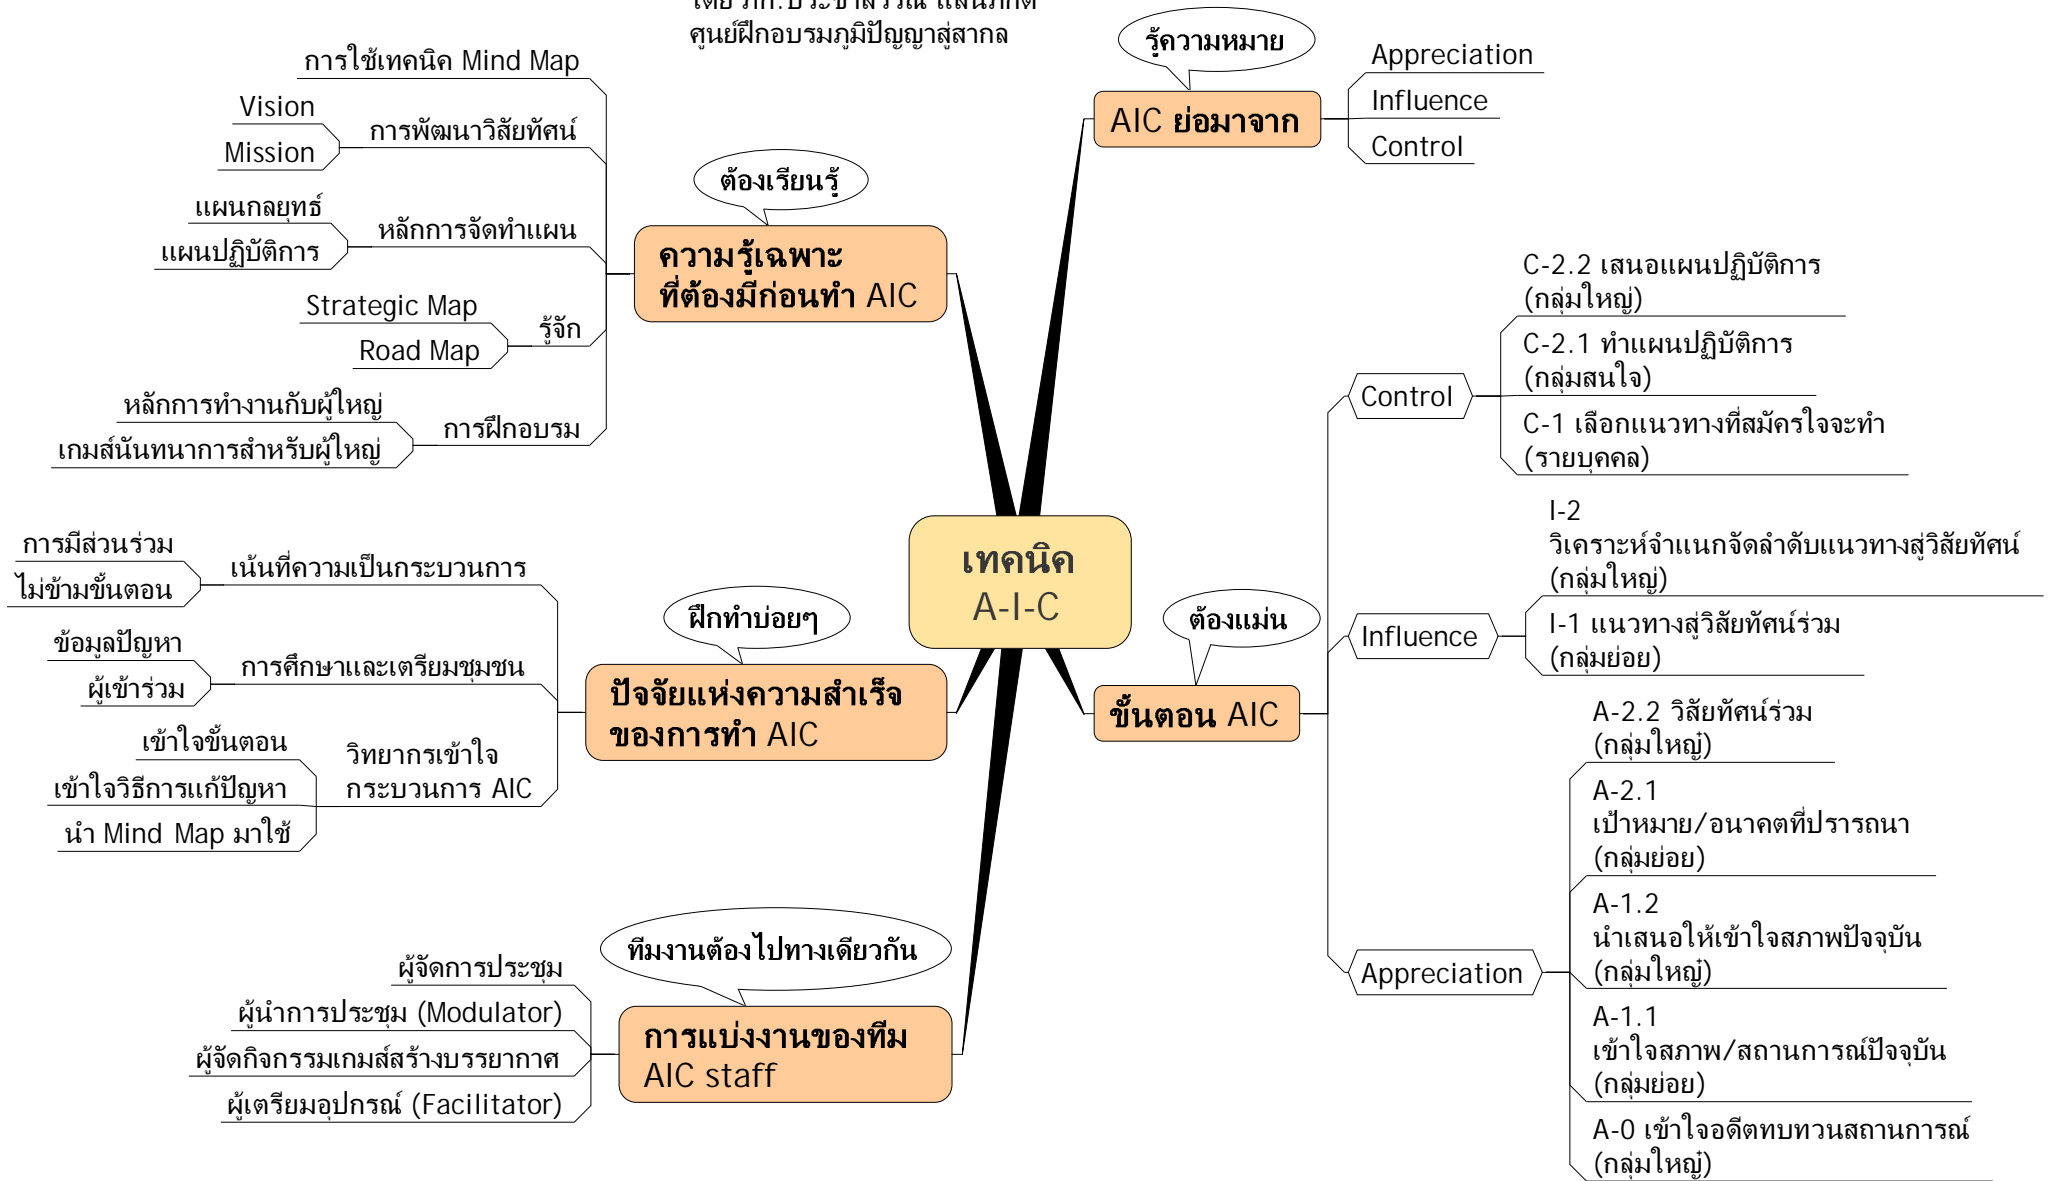 โดย ภก.ประชาสรรณ์ แสนภักดี
ศูนย์ฝึกอบรมภูมิปัญญาสู่สากล
รู้ความหมาย
AIC ย่อมาจาก
Appreciation
Influence
Control
ต้องเรียนรู้
ความรู้เฉพาะ
ที่ต้องมีก่อนทำ AIC
การใช้เทคนิค Mind Map
การพัฒนาวิสัยทัศน์
Vision
Mission
หลักการจัดทำแผน
แผนกลยุทธ์
แผนปฏิบัติการ
รู้จัก
Strategic Map
Road Map
การฝึกอบรม
หลักการทำงานกับผู้ใหญ่
เกมส์นันทนาการสำหรับผู้ใหญ่
เทคนิค
A-I-C
ต้องแม่น
ขั้นตอน AIC
Control
C-2.2 เสนอแผนปฏิบัติการ
(กลุ่มใหญ่)
C-2.1 ทำแผนปฏิบัติการ
(กลุ่มสนใจ)
C-1 เลือกแนวทางที่สมัครใจจะทำ
(รายบุคคล)
Influence
I-2
วิเคราะห์จำแนกจัดลำดับแนวทางสู่วิสัยทัศน์
(กลุ่มใหญ่)
I-1 แนวทางสู่วิสัยทัศน์ร่วม
(กลุ่มย่อย)
Appreciation
A-2.2 วิสัยทัศน์ร่วม
(กลุ่มใหญ่)
A-2.1
เป้าหมาย/อนาคตที่ปรารถนา
(กลุ่มย่อย)
A-1.2
นำเสนอให้เข้าใจสภาพปัจจุบัน
(กลุ่มใหญ่)
A-1.1
เข้าใจสภาพ/สถานการณ์ปัจจุบัน
(กลุ่มย่อย)
A-0 เข้าใจอดีตทบทวนสถานการณ์
(กลุ่มใหญ่)
ฝึกทำบ่อยๆ
ปัจจัยแห่งความสำเร็จ
ของการทำ AIC
เน้นที่ความเป็นกระบวนการ
การมีส่วนร่วม
ไม่ข้ามขั้นตอน
การศึกษาและเตรียมชุมชน
ข้อมูลปัญหา
ผู้เข้าร่วม
วิทยากรเข้าใจ
กระบวนการ AIC
เข้าใจขั้นตอน
เข้าใจวิธีการแก้ปัญหา
นำ Mind Map มาใช้
ทีมงานต้องไปทางเดียวกัน
การแบ่งงานของทีม
AIC staff
ผู้จัดการประชุม
ผู้นำการประชุม (Modulator)
ผู้จัดกิจกรรมเกมส์สร้างบรรยากาศ
ผู้เตรียมอุปกรณ์ (Facilitator)